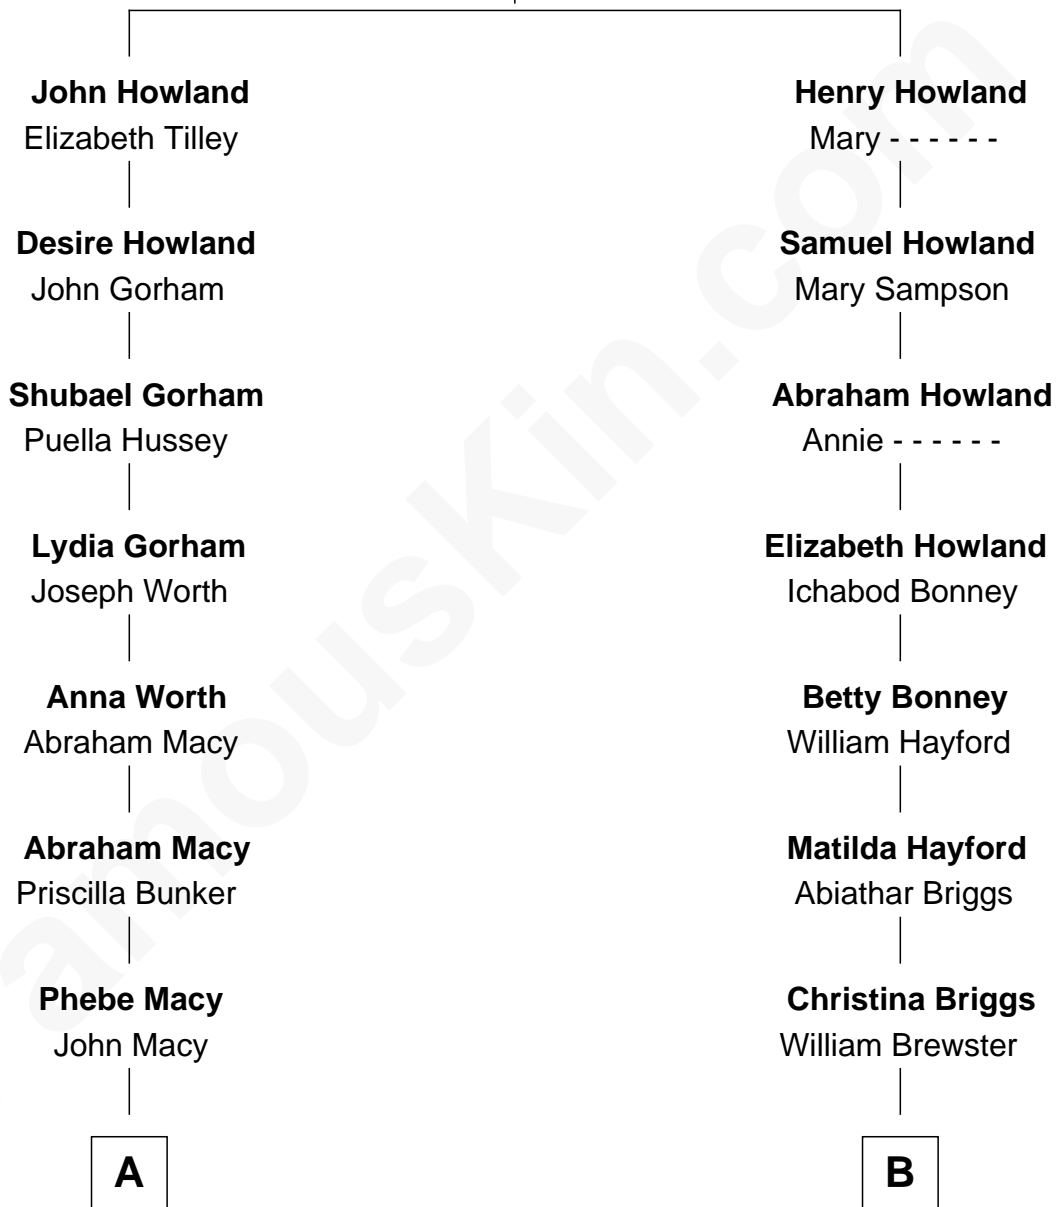 John Howland
Elizabeth Tilley
Desire Howland
John Gorham
Shubael Gorham
Puella Hussey
Lydia Gorham
Joseph Worth
Anna Worth
Abraham Macy
Abraham Macy
Priscilla Bunker
Phebe Macy
John Macy
A
Henry Howland
Mary - - - - - -
Samuel Howland
Mary Sampson
Abraham Howland
Annie - - - - - -
Elizabeth Howland
Ichabod Bonney
Betty Bonney
William Hayford
Matilda Hayford
Abiathar Briggs
Christina Briggs
William Brewster
B
amousKin.com